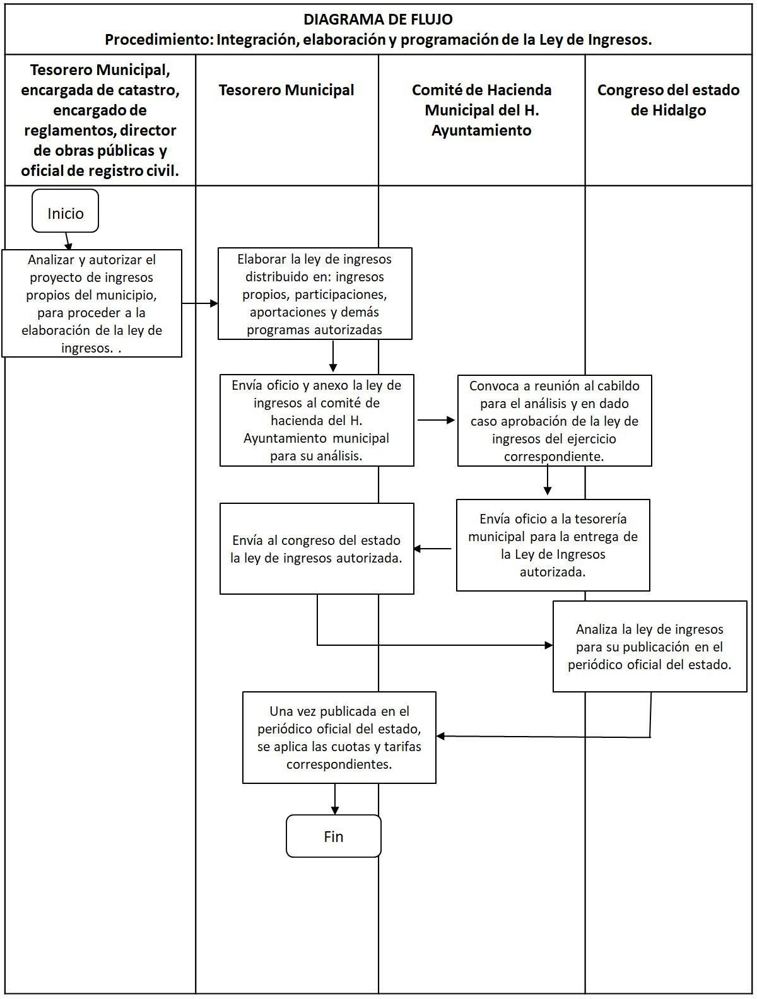 DIAGRAMA DE FLUJO
Procedimiento: Integración, elaboración y programación de la Ley de Ingresos.
Tesorero Municipal,
encargada de catastro,
encargado de
reglamentos, director
de obras públicas y
oficial de registro civil.
Tesorero Municipal
Comité de Hacienda
Municipal del H.
Ayuntamiento
Congreso del estado
de Hidalgo
Inicio
Analizar y autorizar el
proyecto de ingresos
propios del municipio,
para proceder a la
elaboración de la ley de
ingresos. .
Elaborar la ley de ingresos
distribuido en: ingresos
propios, participaciones,
aportaciones y demás
programas autorizadas
Envía oficio y anexo la ley de
ingresos al comité de
hacienda del H.
Ayuntamiento municipal
para su análisis.
Convoca a reunión al cabildo
para el análisis y en dado
caso aprobación de la ley de
ingresos del ejercicio
correspondiente.
Envía oficio a la tesorería
municipal para la entrega de
la Ley de Ingresos
autorizada.
Envía al congreso del estado
la ley de ingresos autorizada.
Analiza la ley de ingresos
para su publicación en el
periódico oficial del estado.
Una vez publicada en el
periódico oficial del estado,
se aplica las cuotas y tarifas
correspondientes.
Fin